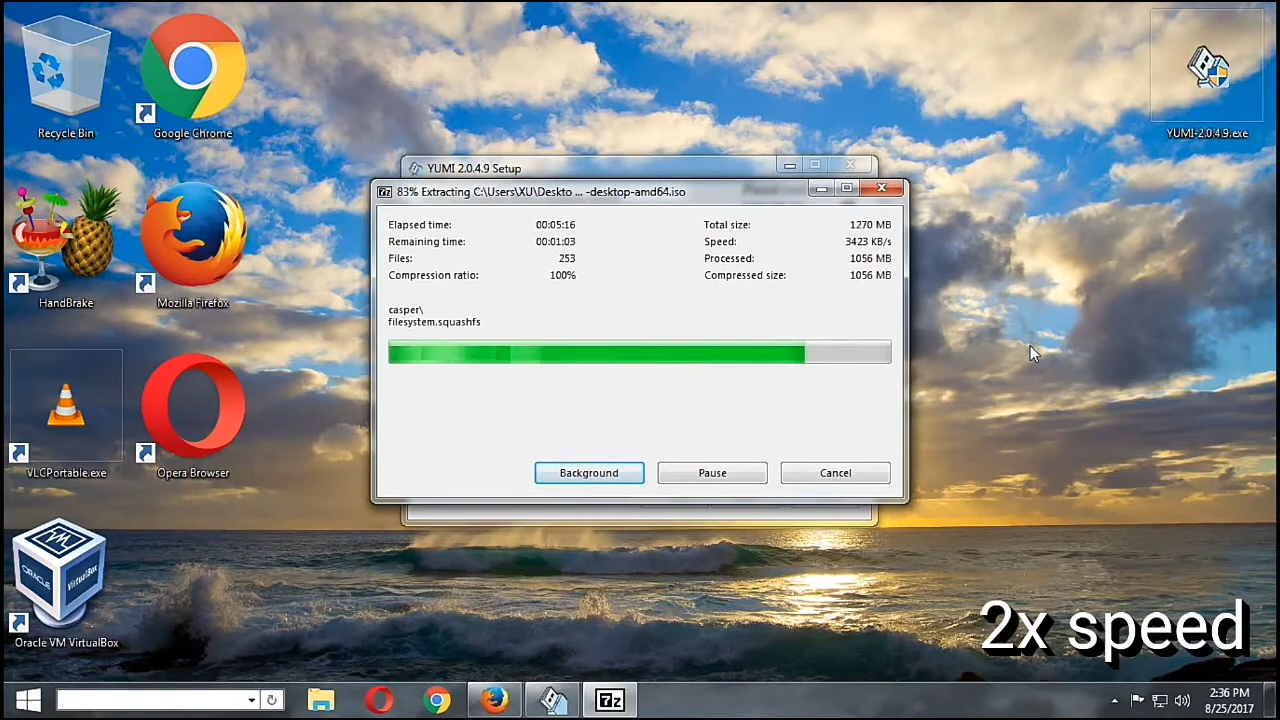 Recycle Bin
Google Chrome
YUMI-2.0.4.9.exe
HandBrake
Mozilla Firefox
VLCPortable.exe
Opera Browser
ORACLE
VirtualBox
Oracle VM VirtualBox
YUMI 2.0.4.9 Setup
7z
83% Extracting C:\Users\XU\Deskto ... -desktop-amd64.iso
Elapsed time: 00:05:16 Total size: 1270 MB
Remaining time: 00:01:03 Speed: 3423 KB/s
Files: 253 Processed: 1056 MB
Compression ratio: 100% Compressed size: 1056 MB
casper\
filesystem.squashfs
Background Pause Cancel
2x speed
7z
2:36 PM
8/25/2017